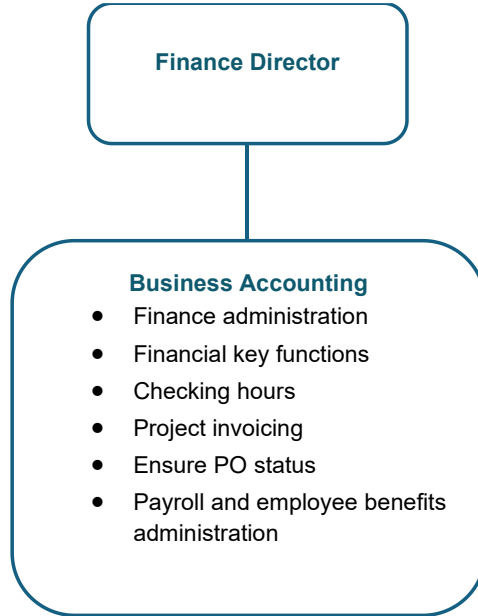 Finance Director
Business Accounting
• Finance administration
• Financial key functions
• Checking hours
• Project invoicing
• Ensure PO status
• Payroll and employee benefits
administration